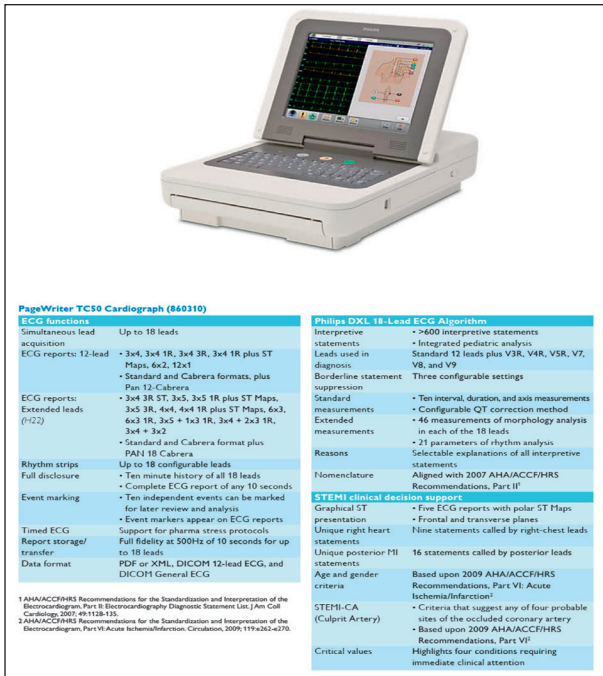 PHILIPS
PageWriter TC50 Cardiograph (860310)
ECG functions
Simultaneous lead Up to 18 leads
acquisition
ECG reports: 12-lead • 3x4, 3x4 1R, 3x4 3R, 3x4 1R plus ST
Maps, 6x2, 12x1
• Standard and Cabrera formats, plus
Pan 12-Cabrera
ECG reports: • 3x4 3R ST, 3x5, 3x5 1R plus ST Maps,
Extended leads 3x5 3R, 4x4, 4x4 1R plus ST Maps, 6x3,
(H22) 6x3 1R, 3x5 + 1x3 1R, 3x4 + 2x3 1R,
3x4 + 3x2
• Standard and Cabrera format plus
PAN 18 Cabrera
Rhythm strips Up to 18 configurable leads
Full disclosure • Ten minute history of all 18 leads
• Complete ECG report of any 10 seconds
Event marking • Ten independent events can be marked
for later review and analysis
• Event markers appear on ECG reports
Timed ECG Support for pharma stress protocols
Report storage/ Full fidelity at 500Hz of 10 seconds for up
transfer to 18 leads
Data format PDF or XML, DICOM 12-lead ECG, and
DICOM General ECG
1 AHA/ACCF/HRS Recommendations for the Standardization and Interpretation of the
Electrocardiogram. Part II: Electrocardiography Diagnostic Statement List. J Am Coll
Cardiology, 2007; 49:1128-135.
2 AHA/ACCF/HRS Recommendations for the Standardization and Interpretation of the
Electrocardiogram, Part VI: Acute Ischemia/Infarction. Circulation, 2009; 119:e262-e270.
Philips DXL 18-Lead ECG Algorithm
Interpretive • >600 interpretive statements
statements • Integrated pediatric analysis
Leads used in Standard 12 leads plus V3R, V4R, V5R, V7,
diagnosis V8, and V9
Borderline statement Three configurable settings
suppression
Standard • Ten interval, duration, and axis measurements
measurements • Configurable QT correction method
Extended • 46 measurements of morphology analysis
measurements in each of the 18 leads
• 21 parameters of rhythm analysis
Reasons Selectable explanations of all interpretive
statements
Nomenclature Aligned with 2007 AHA/ACCF/HRS
Recommendations, Part II¹
STEMI clinical decision support
Graphical ST • Five ECG reports with polar ST Maps
presentation • Frontal and transverse planes
Unique right heart Nine statements called by right-chest leads
statements
Unique posterior MI 16 statements called by posterior leads
statements
Age and gender Based upon 2009 AHA/ACCF/HRS
criteria Recommendations, Part VI: Acute
Ischemia/Infarction²
STEMI-CA • Criteria that suggest any of four probable
(Culprit Artery) sites of the occluded coronary artery
• Based upon 2009 AHA/ACCF/HRS
Recommendations, Part VI²
Critical values Highlights four conditions requiring
immediate clinical attention